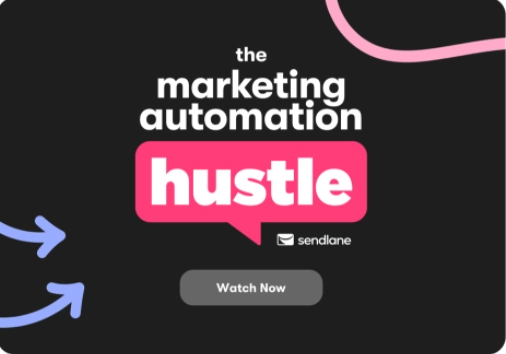 the
marketing
automation
hustle
sendlane
Watch Now